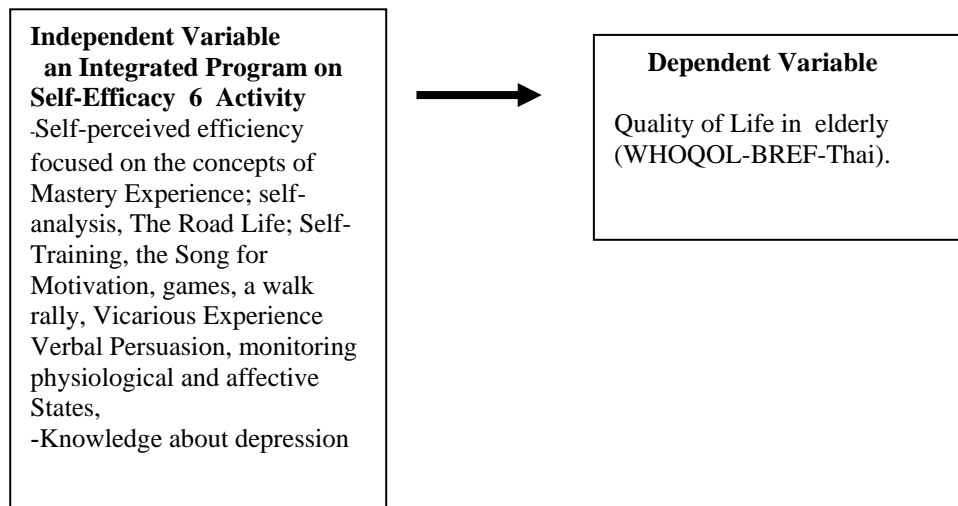 Independent Variable
an Integrated Program on
Self-Efficacy 6 Activity
-Self-perceived efficiency
focused on the concepts of
Mastery Experience; self-
analysis, The Road Life; Self-
Training, the Song for
Motivation, games, a walk
rally, Vicarious Experience
Verbal Persuasion, monitoring
physiological and affective
States,
-Knowledge about depression
Dependent Variable
Quality of Life in elderly
(WHOQOL-BREF-Thai).